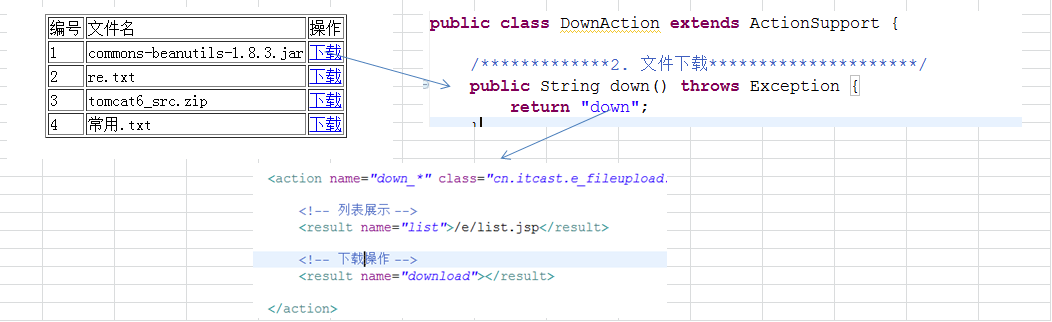 编号 文件名 操作
1 commons-beanutils-1.8.3.jar 下载
2 re.txt 下载
3 tomcat6_src.zip 下载
4 常用.txt 下载
public class DownAction extends ActionSupport {
/*************2. 文件下载*********************/
public String down() throws Exception {
return "down";
}
<action name="down_*" class="cn.itcast.e_fileupload.
<!-- 列表展示 -->
<result name="list">/e/list.jsp</result>
<!-- 下载操作 -->
<result name="download"></result>
</action>